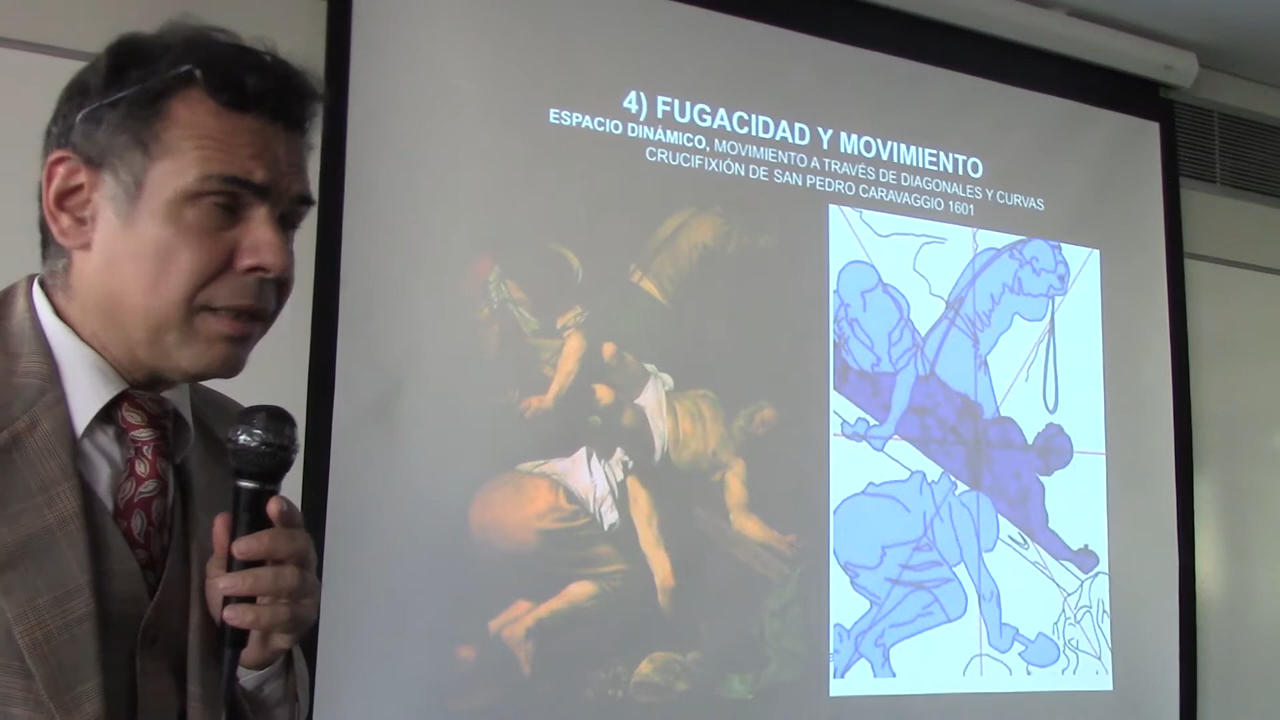 4) FUGACIDAD Y MOVIMIENTO
ESPACIO DINÁMICO, MOVIMIENTO A TRAVÉS DE DIAGONALES Y CURVAS
CRUCIFIXIÓN DE SAN PEDRO CARAVAGGIO 1601